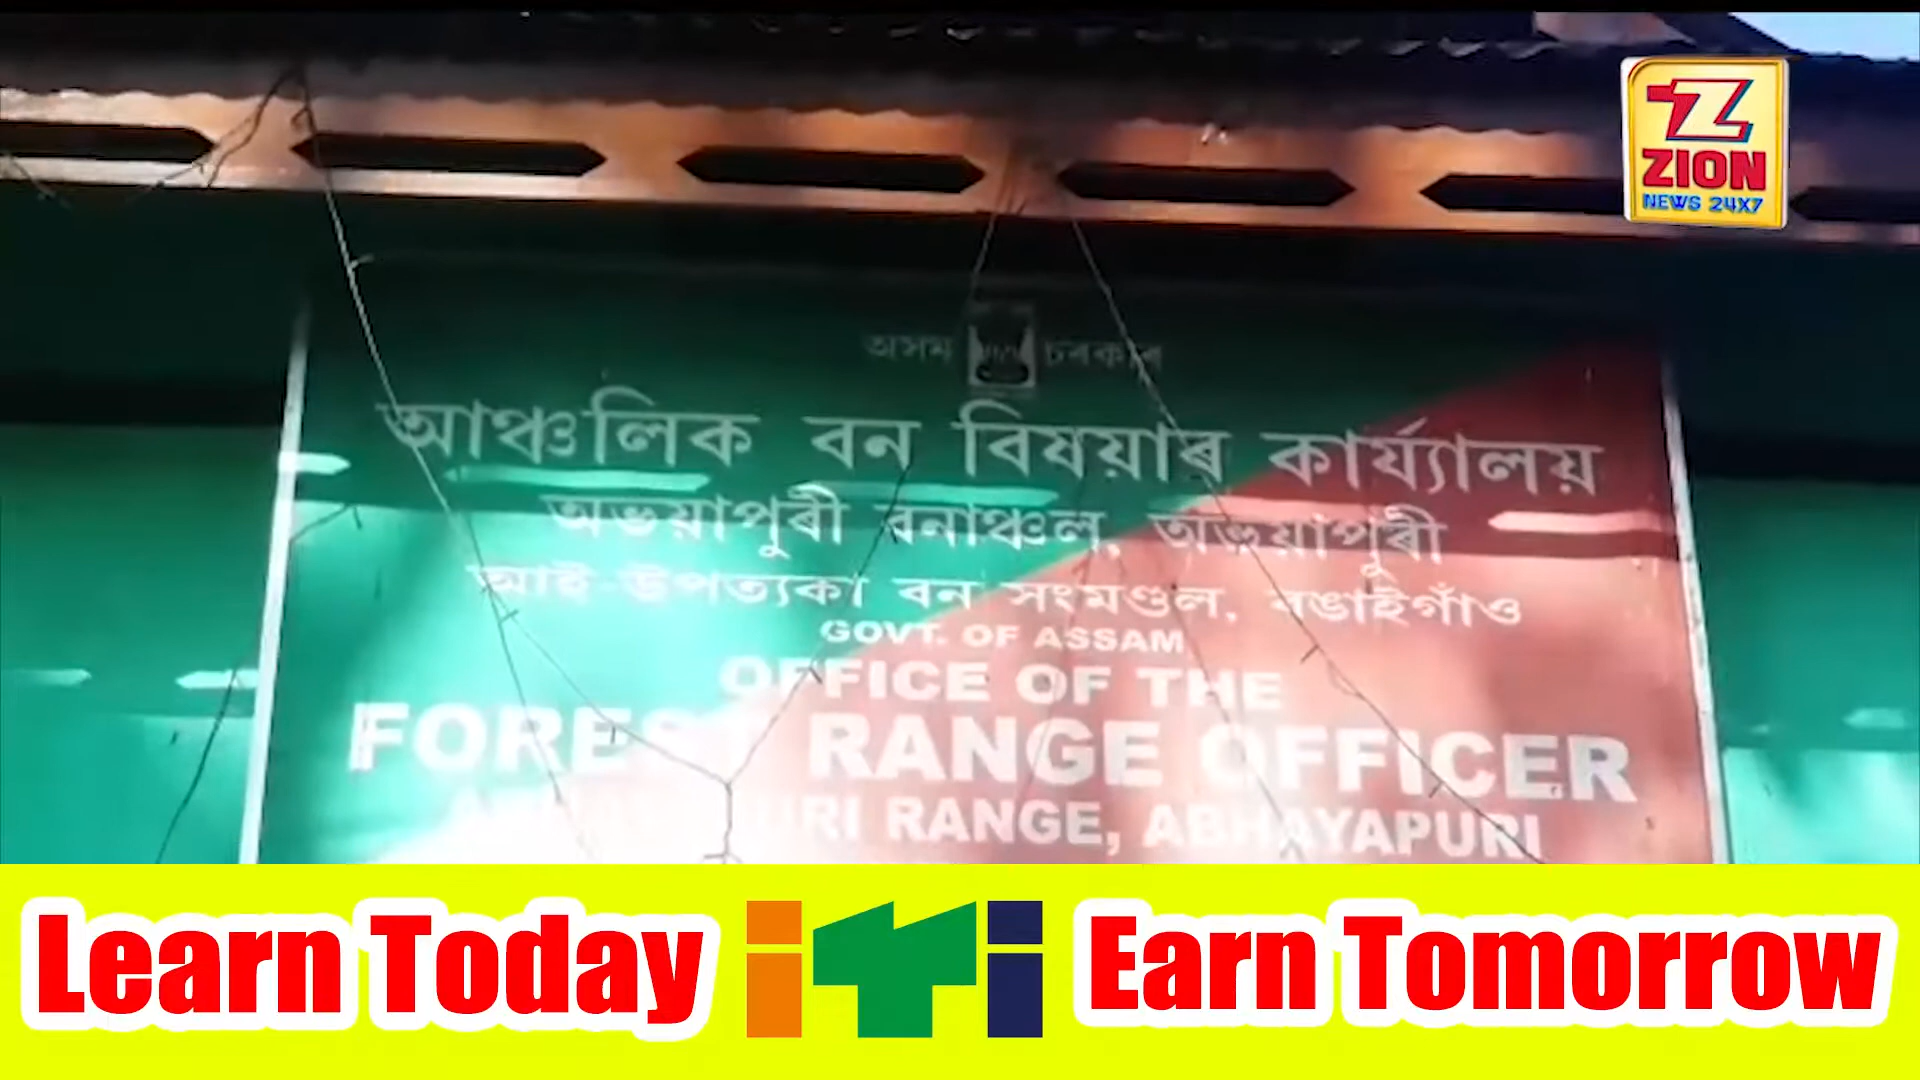 Z
ZION
NEWS 24X7
অসম চৰকাৰ
আঞ্চলিক বন বিষয়াৰ কাৰ্য্যালয়
অভয়াপুৰী বনাঞ্চল, অভয়াপুৰী
আই উপত্যকা বন সংমণ্ডল, বঙাইগাঁও
GOVT. OF ASSAM
OFFICE OF THE
FOREST RANGE OFFICER
RANGE, ABHAYAPURI
Learn Today iTi Earn Tomorrow